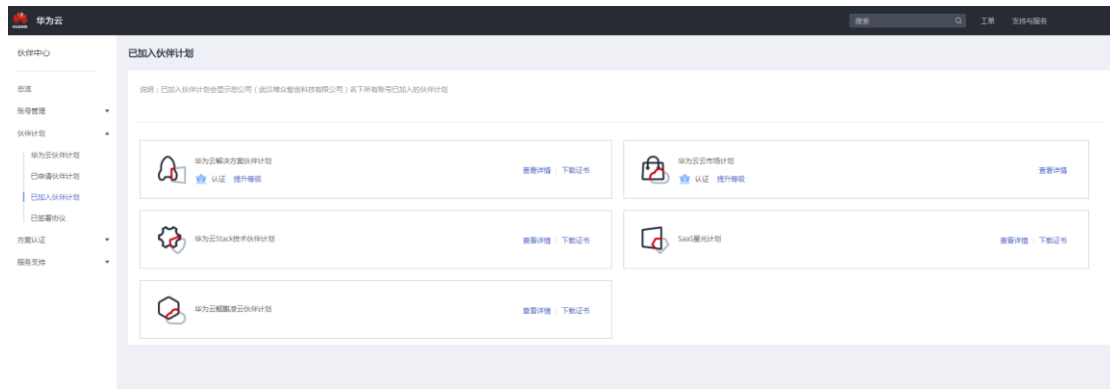 HUAWEI 华为云
搜索
工单
支持与服务
伙伴中心
总览
账号管理
伙伴计划
华为云伙伴计划
已申请伙伴计划
已加入伙伴计划
已签署协议
方案认证
服务支持
已加入伙伴计划
说明：已加入伙伴计划会显示您公司（武汉唯众智创科技有限公司）名下所有账号已加入的伙伴计划
华为云解决方案伙伴计划
认证 提升等级
查看详情 | 下载证书
华为云云市场计划
认证 提升等级
查看详情
华为云Stack技术伙伴计划
查看详情 | 下载证书
SaaS星光计划
查看详情 | 下载证书
华为云鲲鹏凌云伙伴计划
查看详情 | 下载证书